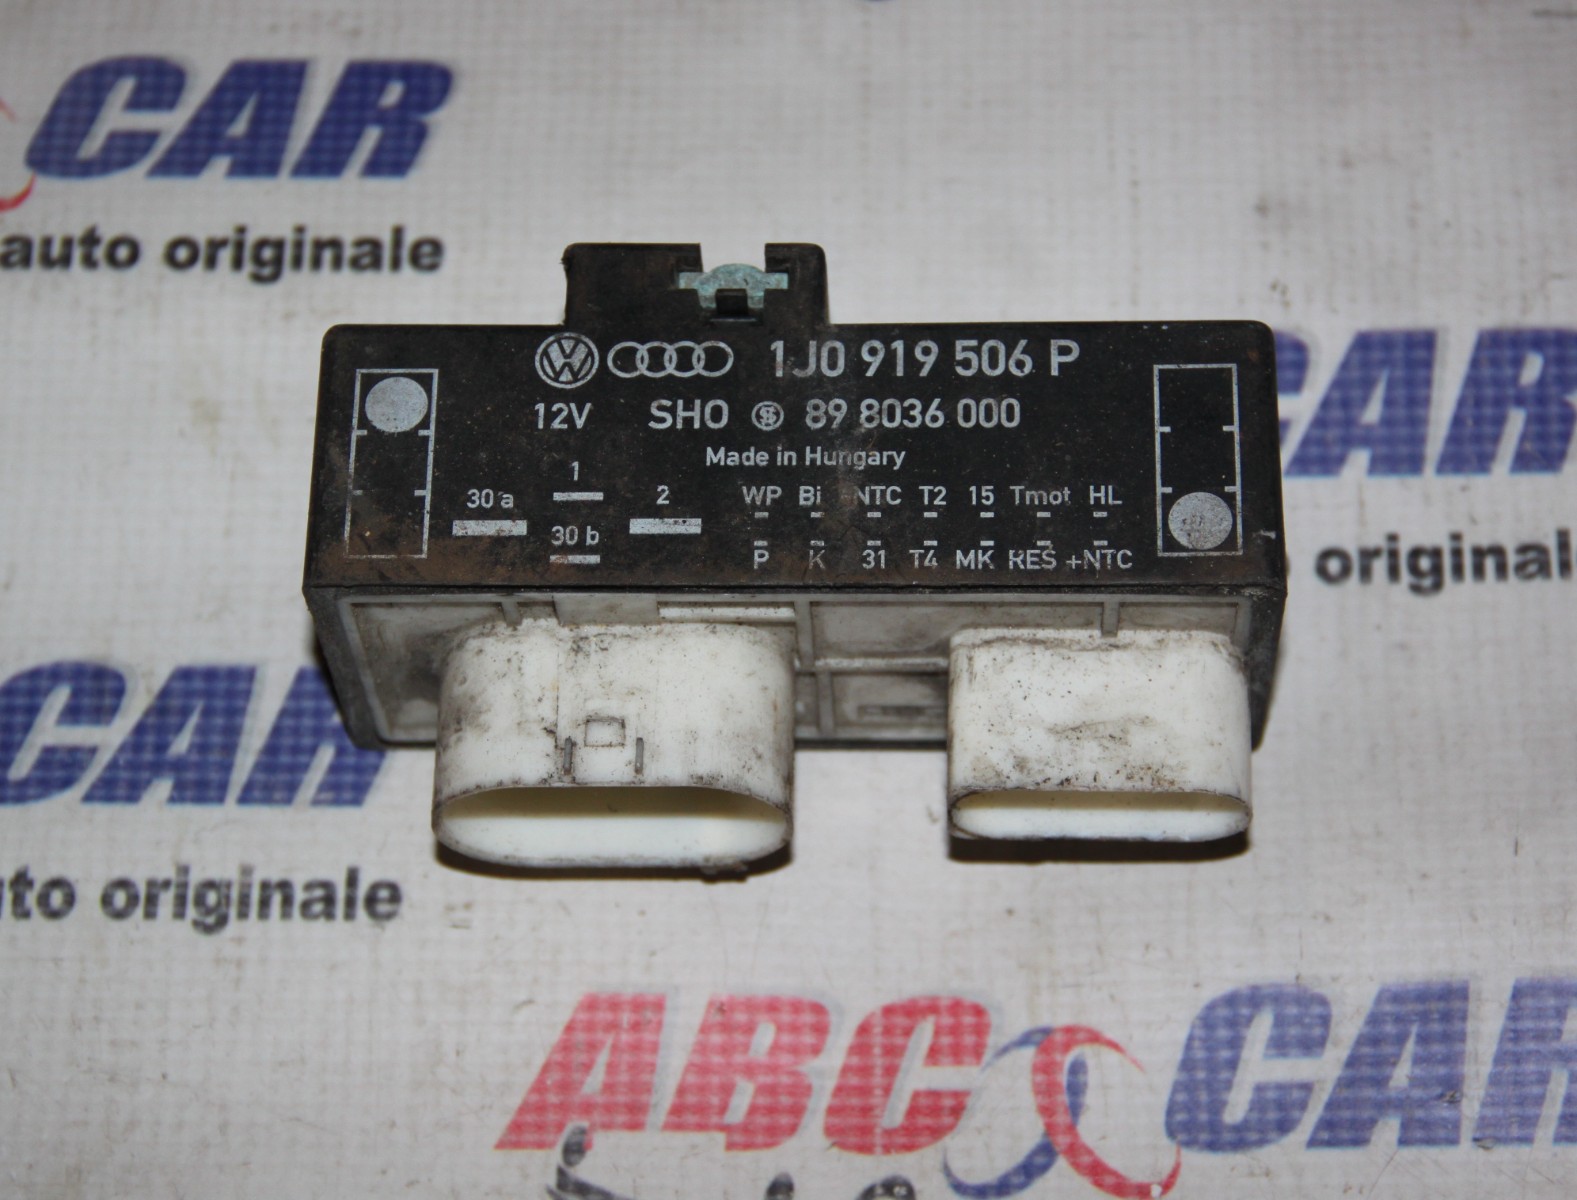 CAR
auto originale
1J0 919 506 P
12V SHO 89 8036 000
Made in Hungary
1
30 a 2 WP Bi NTC T2 15 Tmot HL
30 b
P K 31 T4 MK RES +NTC
CAR
originale
CAR
auto originale
ABC CAR